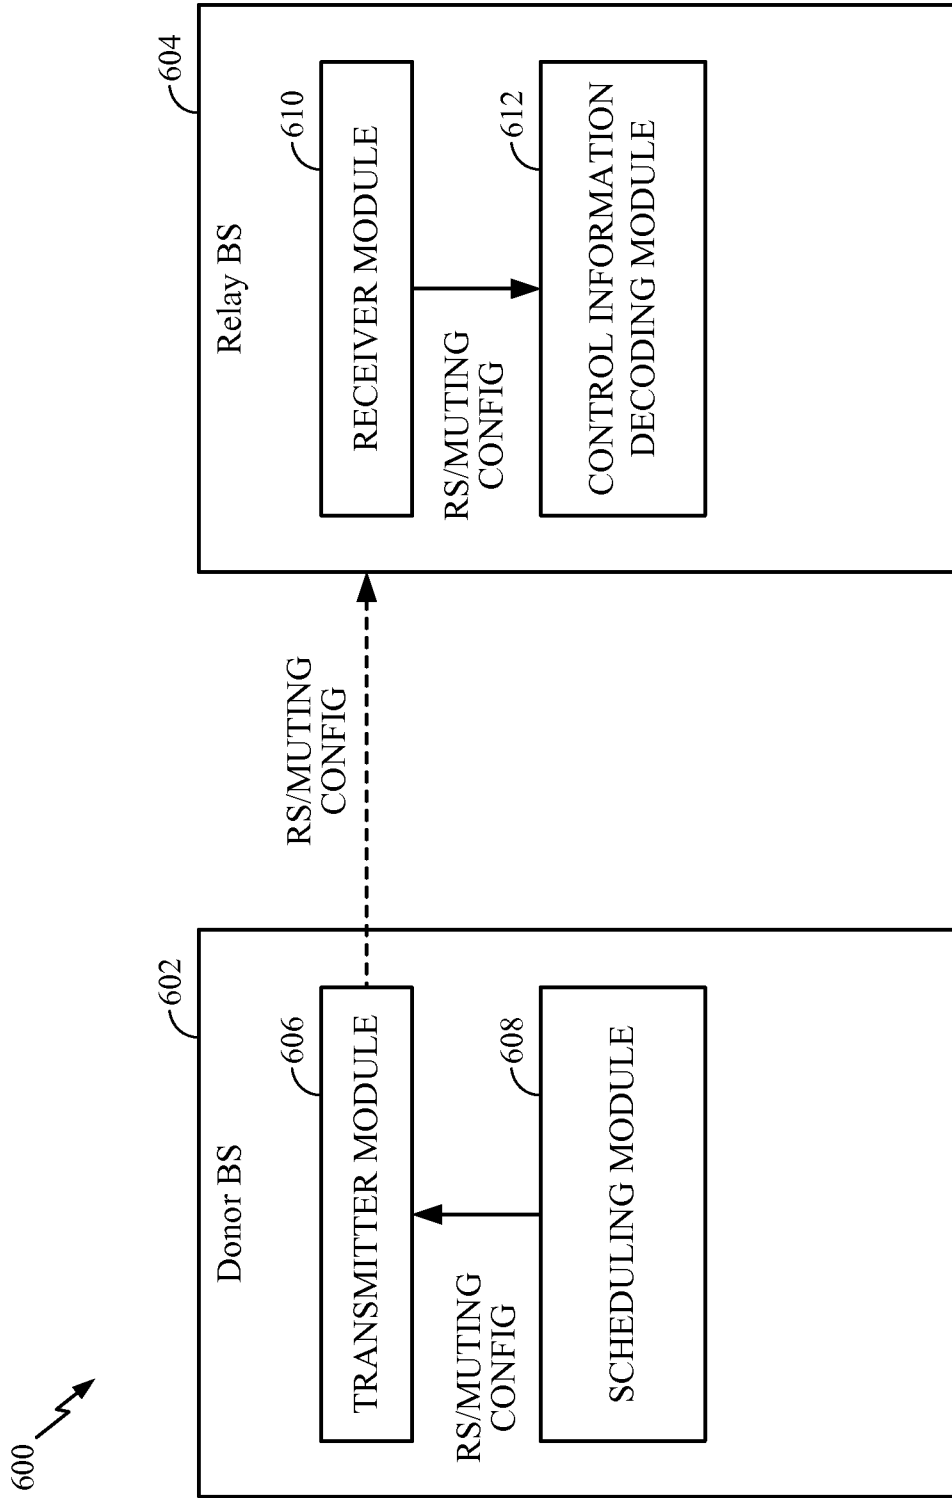 600
602
Donor BS
606
TRANSMITTER MODULE
RS/MUTING
CONFIG
608
SCHEDULING MODULE
RS/MUTING
CONFIG
604
Relay BS
610
RECEIVER MODULE
RS/MUTING
CONFIG
612
CONTROL INFORMATION
DECODING MODULE